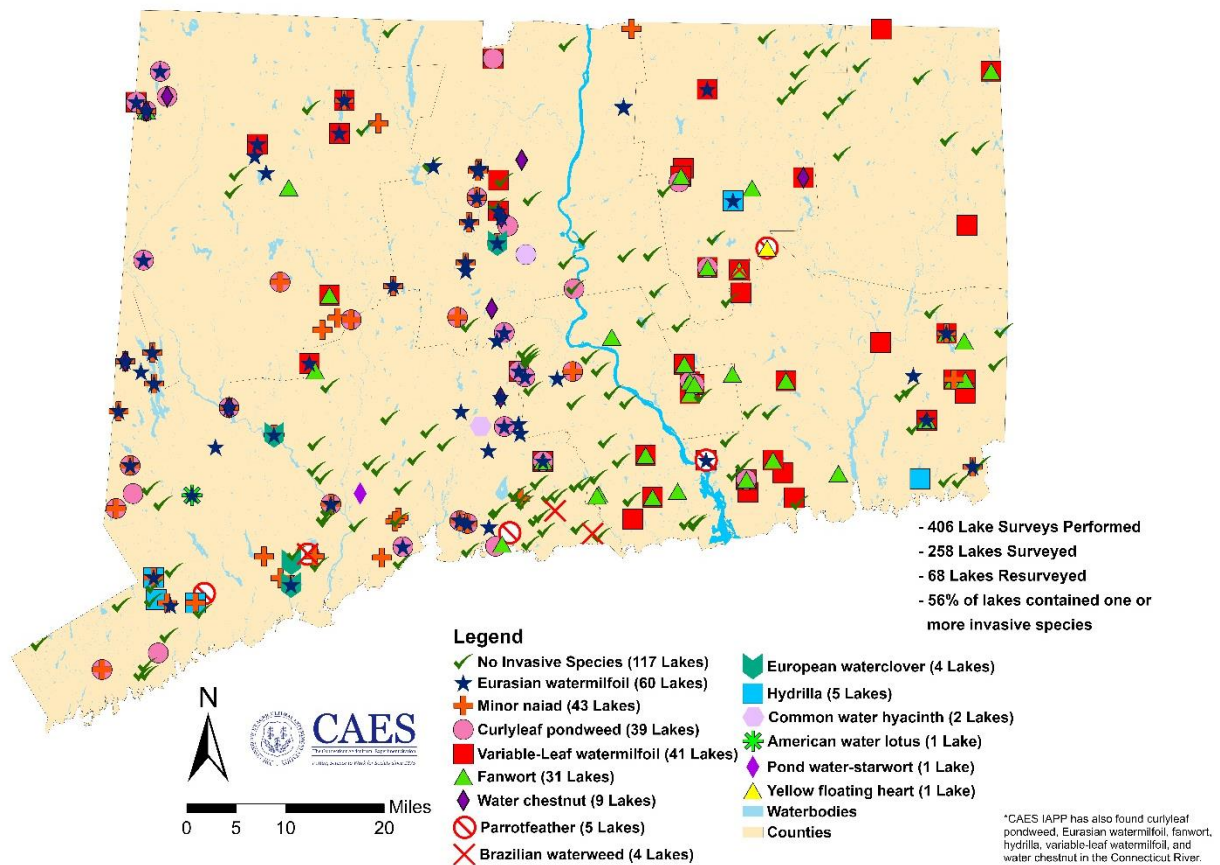 - 406 Lake Surveys Performed
- 258 Lakes Surveyed
- 68 Lakes Resurveyed
- 56% of lakes contained one or
more invasive species
Legend
No Invasive Species (117 Lakes)
Eurasian watermilfoil (60 Lakes)
Minor naiad (43 Lakes)
Curlyleaf pondweed (39 Lakes)
Variable-Leaf watermilfoil (41 Lakes)
Fanwort (31 Lakes)
Water chestnut (9 Lakes)
Parrotfeather (5 Lakes)
Brazilian waterweed (4 Lakes)
European waterclover (4 Lakes)
Hydrilla (5 Lakes)
Common water hyacinth (2 Lakes)
American water lotus (1 Lake)
Pond water-starwort (1 Lake)
Yellow floating heart (1 Lake)
Waterbodies
Counties
N
CAES
Miles
0 5 10 20
*CAES IAPP has also found curlyleaf
pondweed, Eurasian watermilfoil, fanwort,
hydrilla, variable-leaf watermilfoil, and
water chestnut in the Connecticut River.